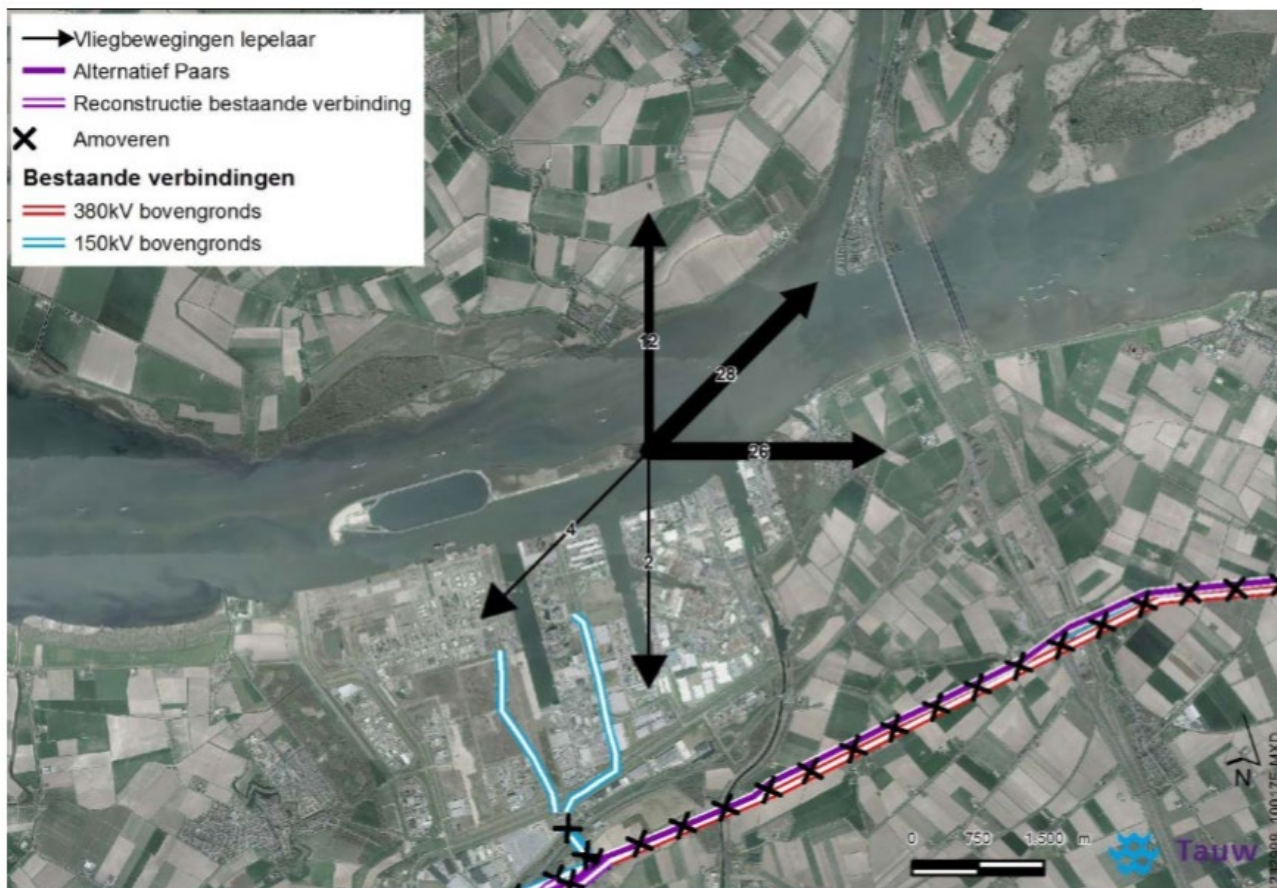 Vliegbewegingen lepelaar
Alternatief Paars
Reconstructie bestaande verbinding
Amoveren
Bestaande verbindingen
380kV bovengronds
150kV bovengronds
12
28
26
4
2
N
0 750 1.500 m
Tauw